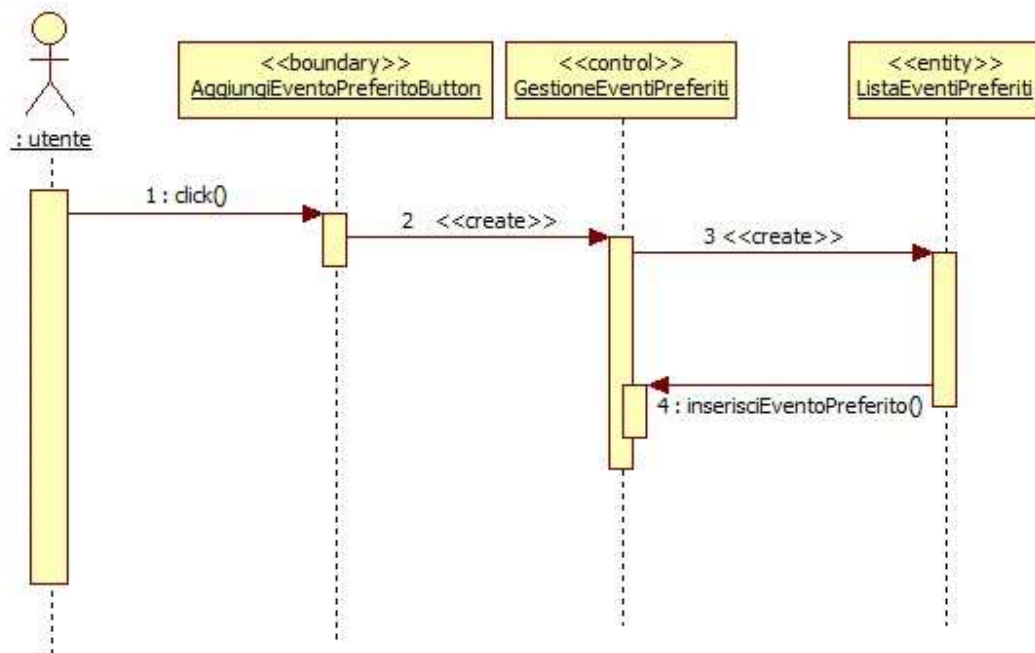 <<boundary>>
AggiungiEventoPreferitoButton
<<control>>
GestioneEventiPreferiti
<<entity>>
ListaEventiPreferiti
: utente
1 : click()
2 <<create>>
3 <<create>>
4 : inserisciEventoPreferito()